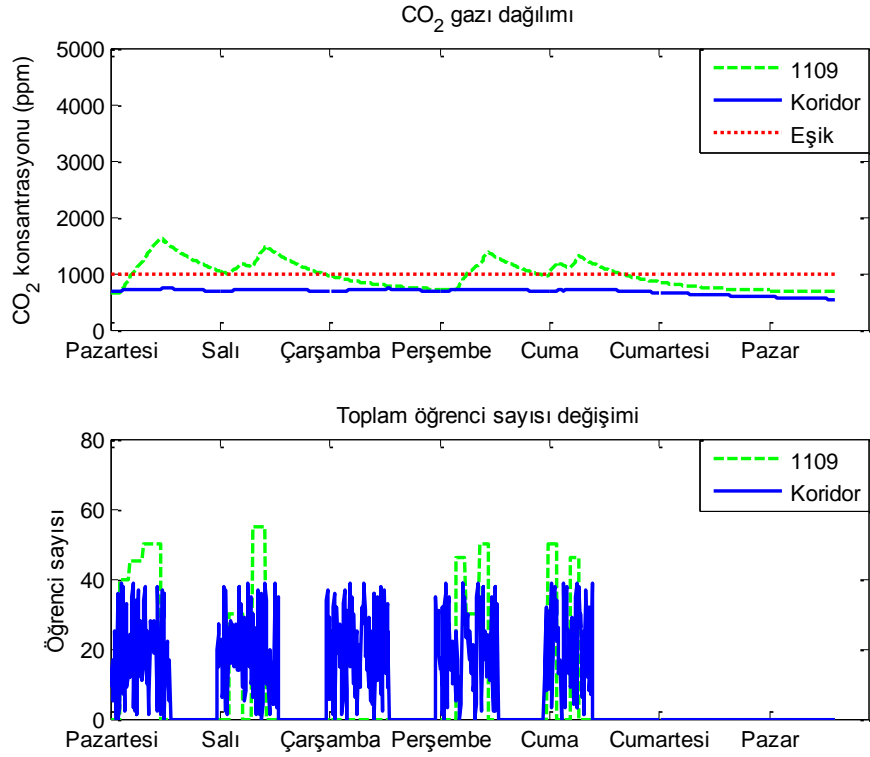 CO2 gazı dağılımı
CO2 konsantrasyonu (ppm)
5000
4000
3000
2000
1000
0
1109
Koridor
Eşik
Pazartesi Salı Çarşamba Perşembe Cuma Cumartesi Pazar
Toplam öğrenci sayısı değişimi
Öğrenci sayısı
80
60
40
20
0
1109
Koridor
Pazartesi Salı Çarşamba Perşembe Cuma Cumartesi Pazar